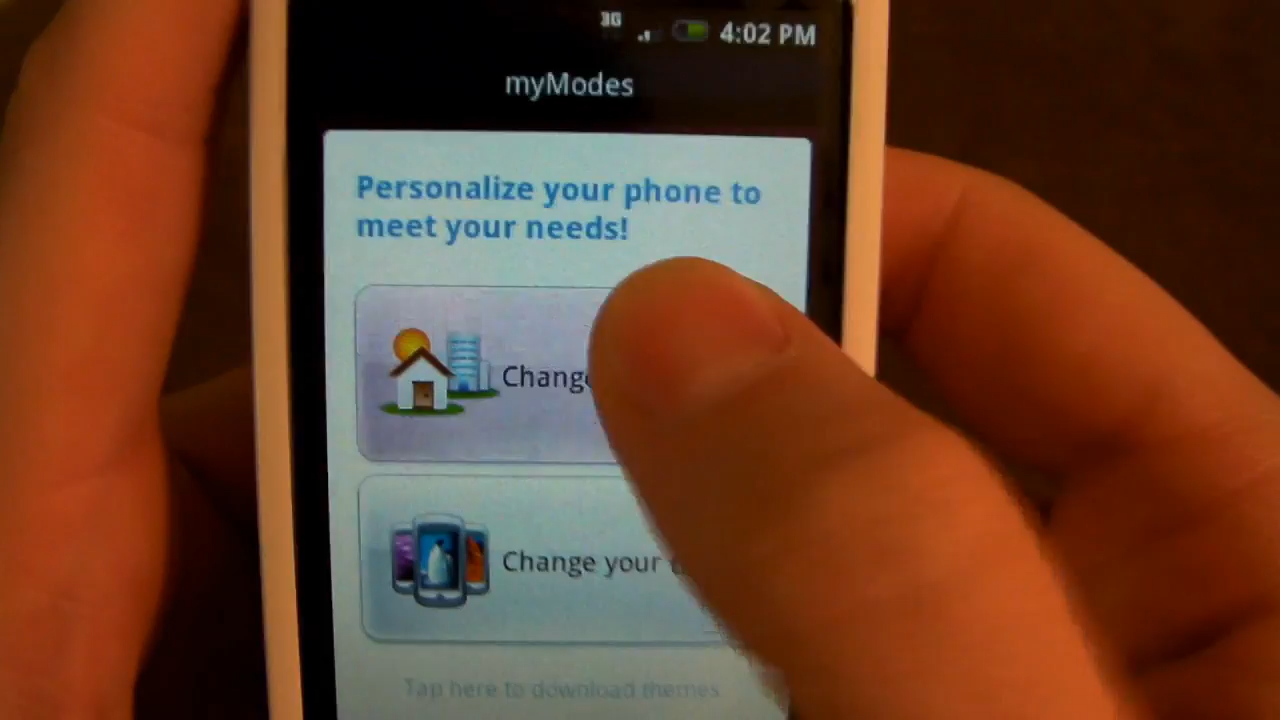 3G 4:02 PM
myModes
Personalize your phone to
meet your needs!
Change
Change your
Tap here to download themes